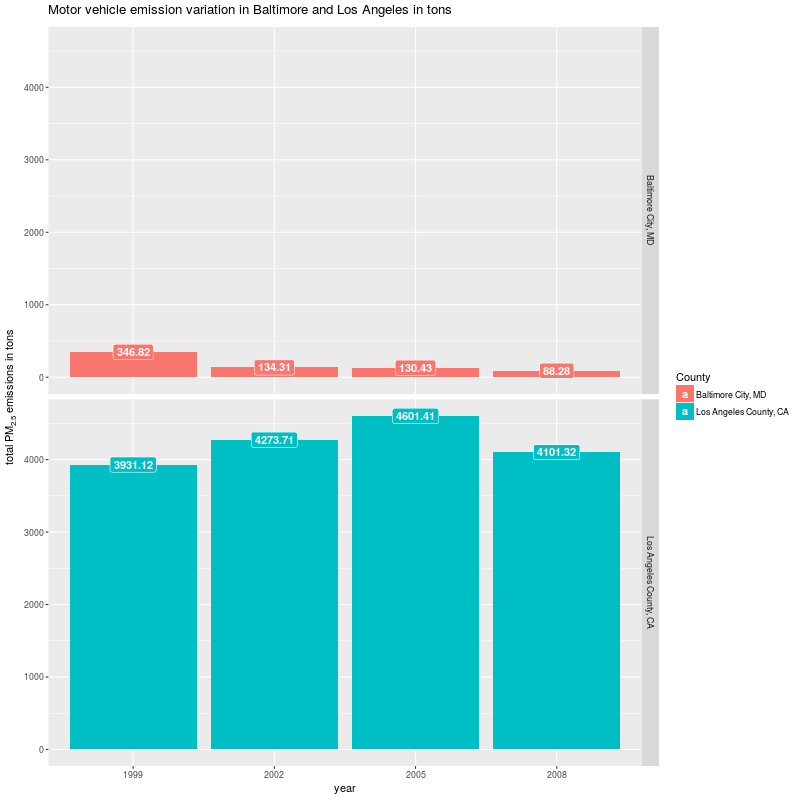 Motor vehicle emission variation in Baltimore and Los Angeles in tons
total PM2.5 emissions in tons
4000
3000
2000
1000
0
346.82
134.31
130.43
88.28
Baltimore City, MD
4000
3000
2000
1000
0
3931.12
4273.71
4601.41
4101.32
Los Angeles County, CA
1999
2002
2005
2008
year
County
a Baltimore City, MD
a Los Angeles County, CA